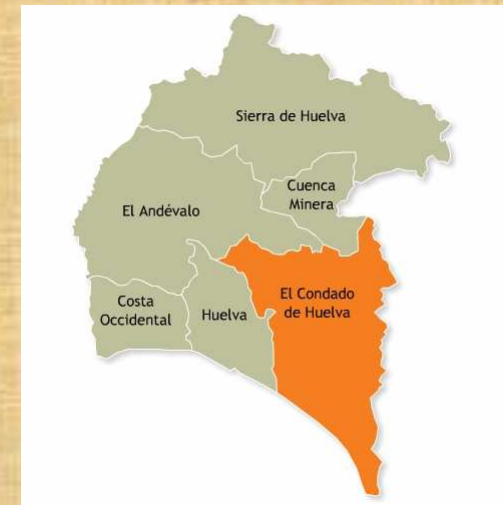 Sierra de Huelva
Cuenca
Minera
El Andévalo
El Condado
de Huelva
Costa
Occidental
Huelva